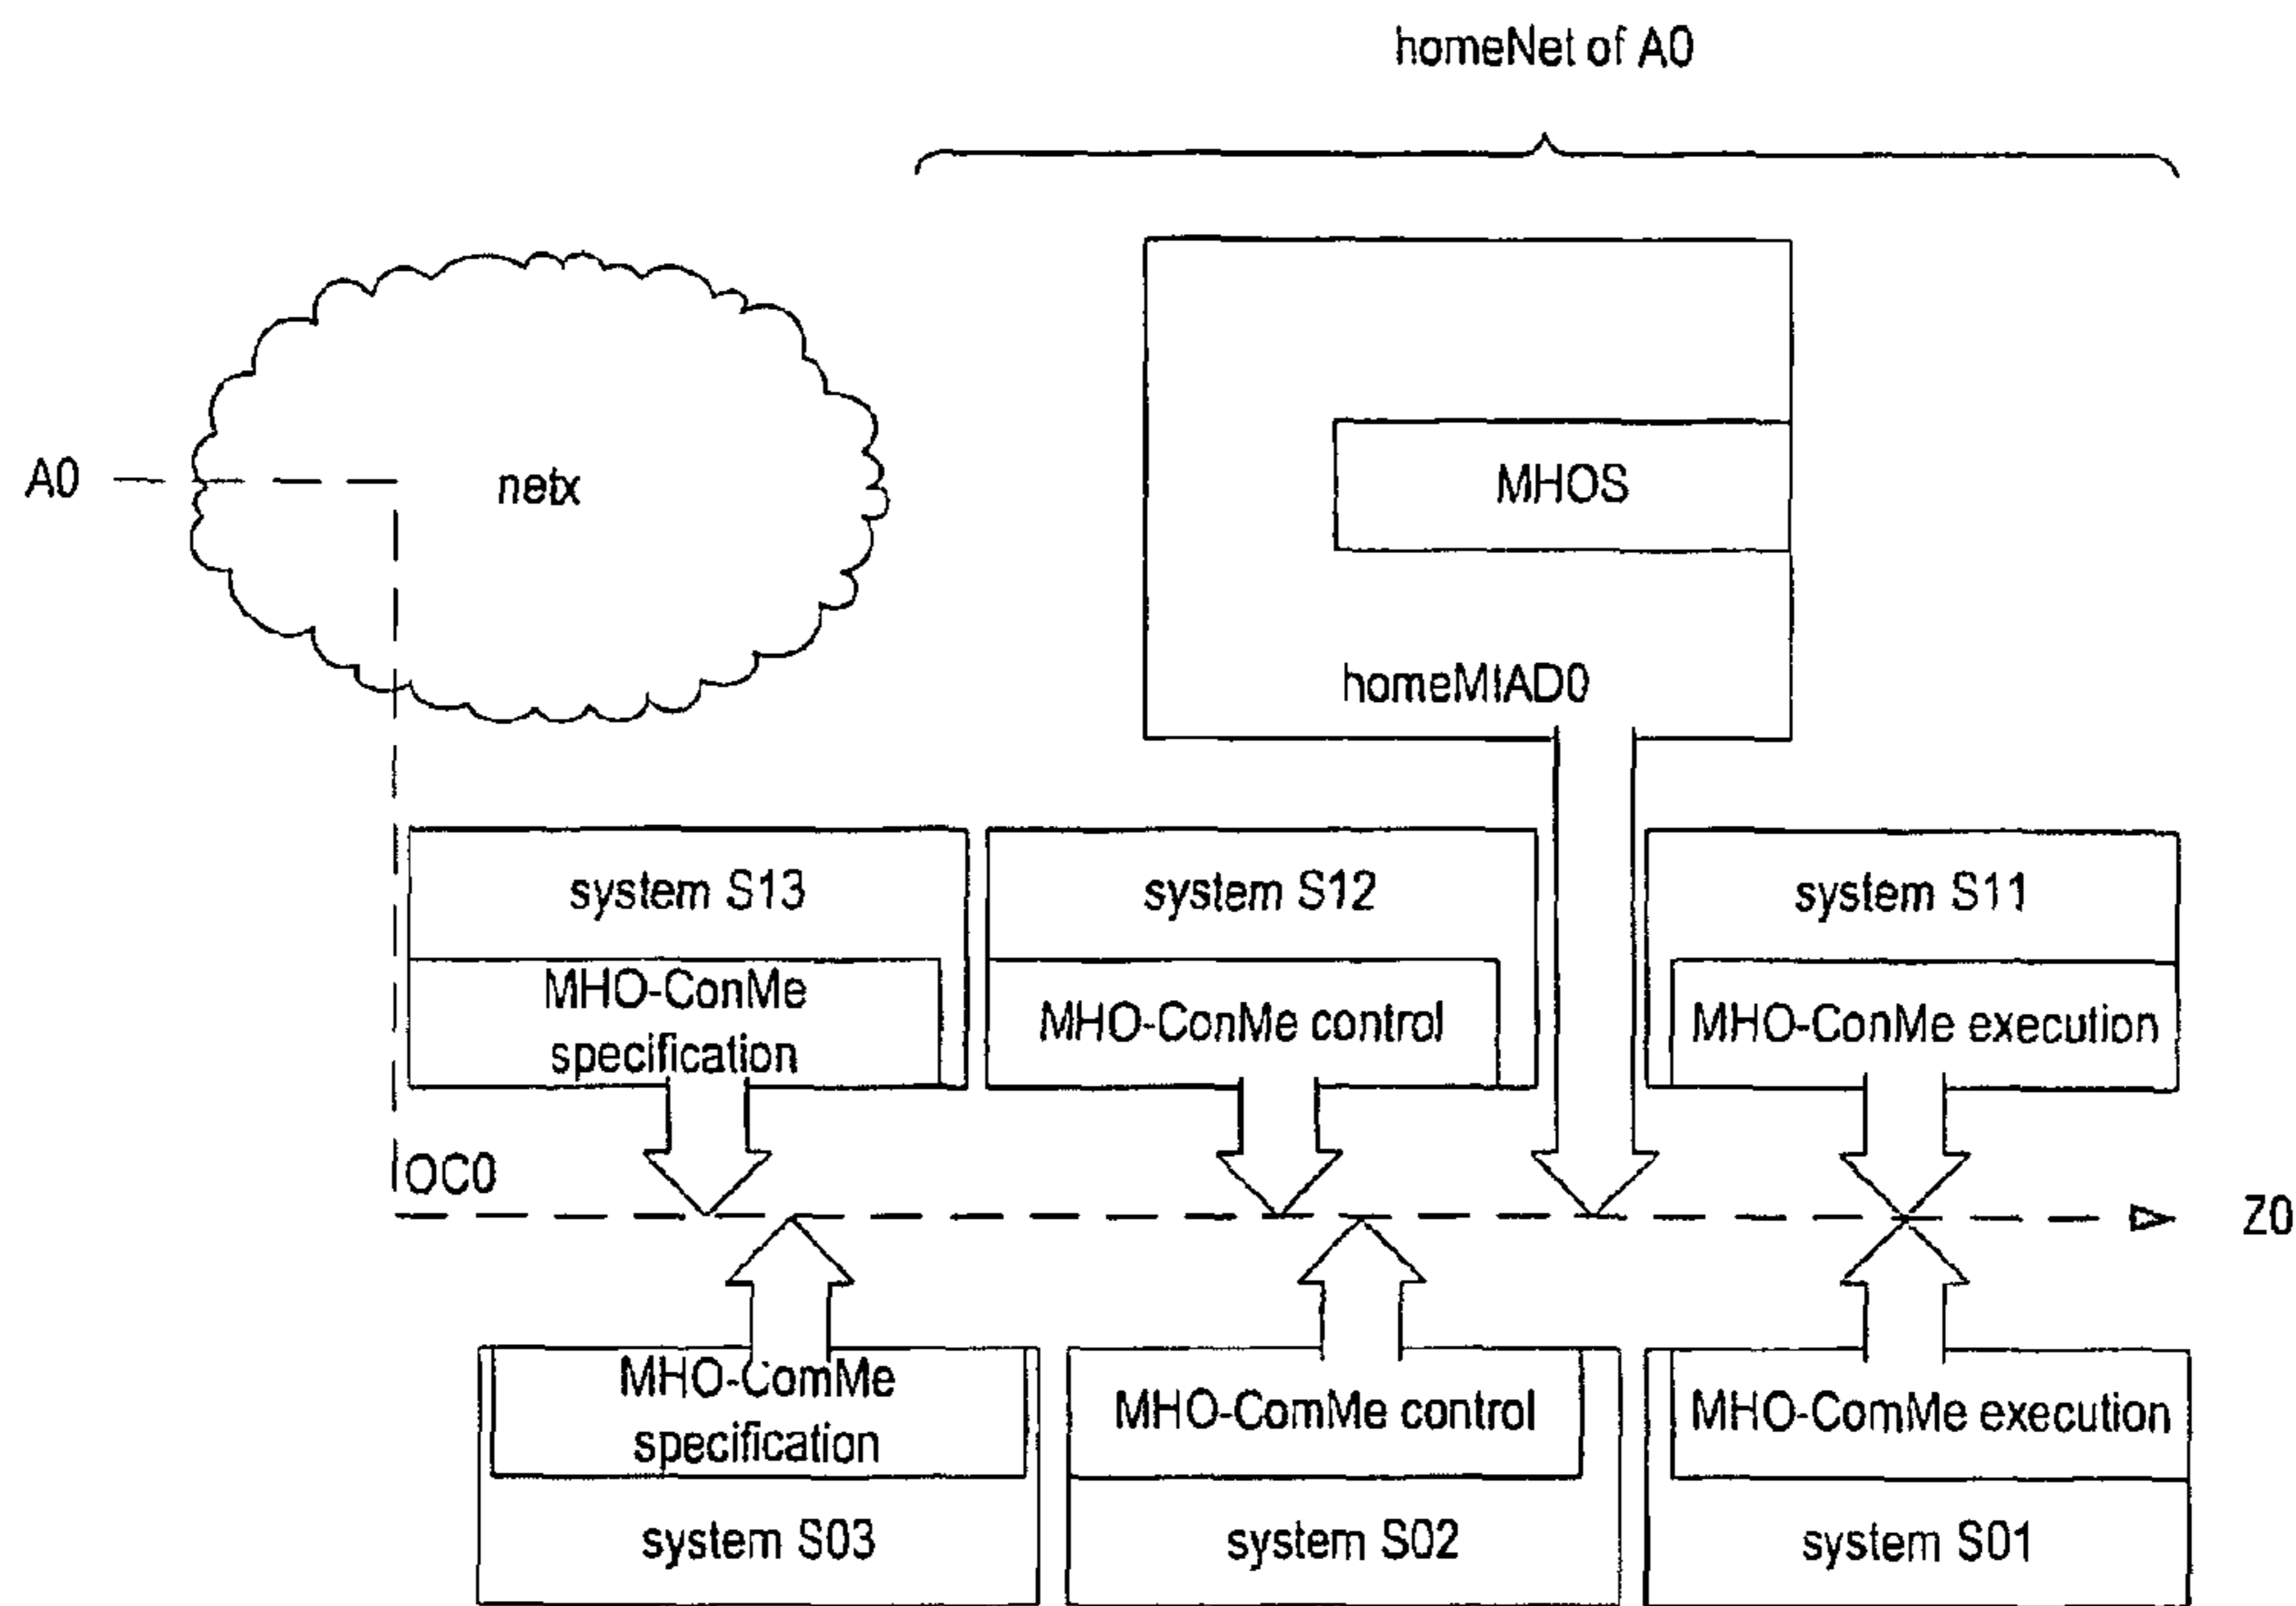 homeNet of A0
A0
netx
MHOS
homeMIAD0
system S13
system S12
system S11
MHO-ConMe
specification
MHO-ConMe control
MHO-ConMe execution
OC0
Z0
MHO-ComMe
specification
MHO-ComMe control
MHO-ComMe execution
system S03
system S02
system S01